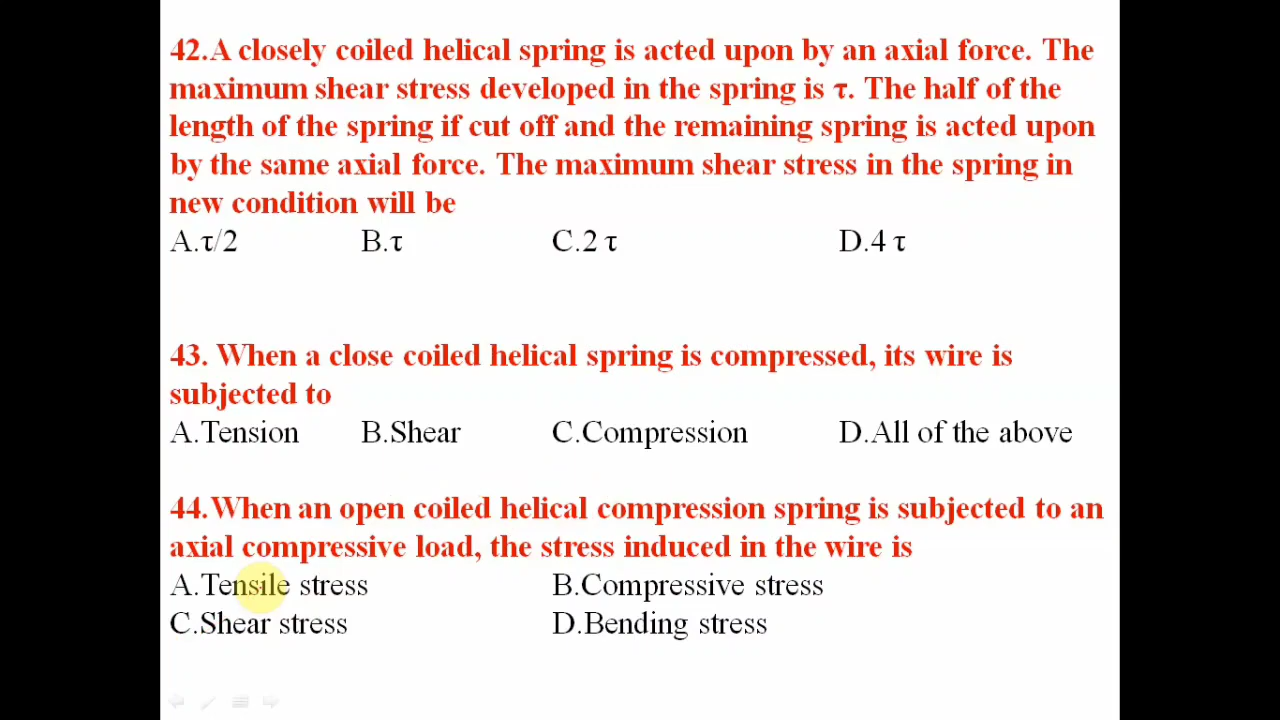 42.A closely coiled helical spring is acted upon by an axial force. The
maximum shear stress developed in the spring is τ. The half of the
length of the spring if cut off and the remaining spring is acted upon
by the same axial force. The maximum shear stress in the spring in
new condition will be
A.τ/2 B.τ C.2 τ D.4 τ
43. When a close coiled helical spring is compressed, its wire is
subjected to
A.Tension B.Shear C.Compression D.All of the above
44.When an open coiled helical compression spring is subjected to an
axial compressive load, the stress induced in the wire is
A.Tensile stress B.Compressive stress
C.Shear stress D.Bending stress